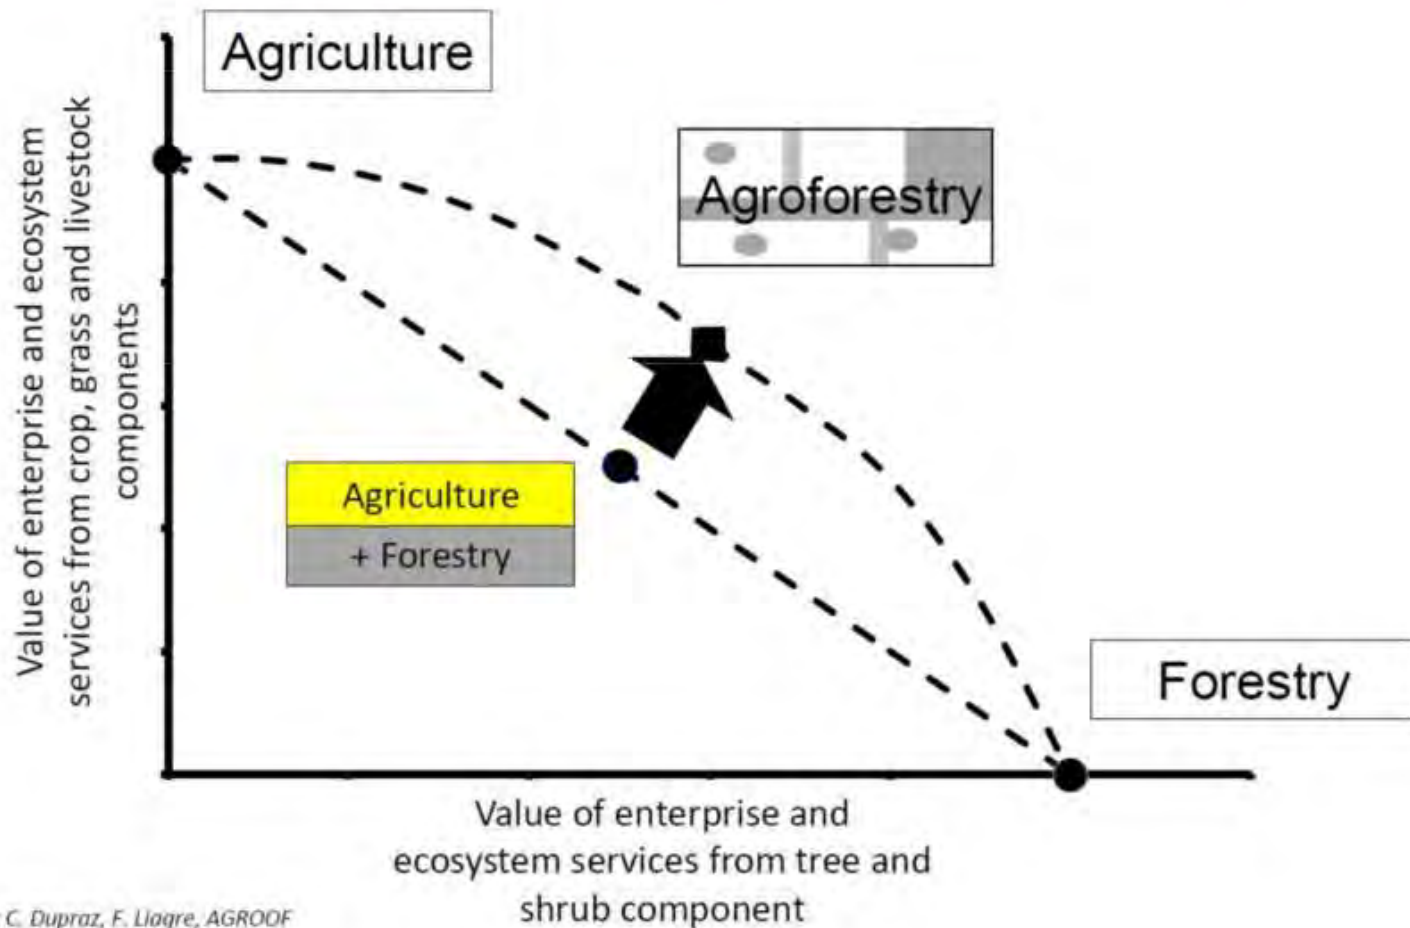 Agriculture
Value of enterprise and ecosystem
services from crop, grass and livestock
components
Agroforestry
Agriculture
+ Forestry
Forestry
Value of enterprise and
ecosystem services from tree and
shrub component
C. Dupraz, F. Liagre, AGROOF